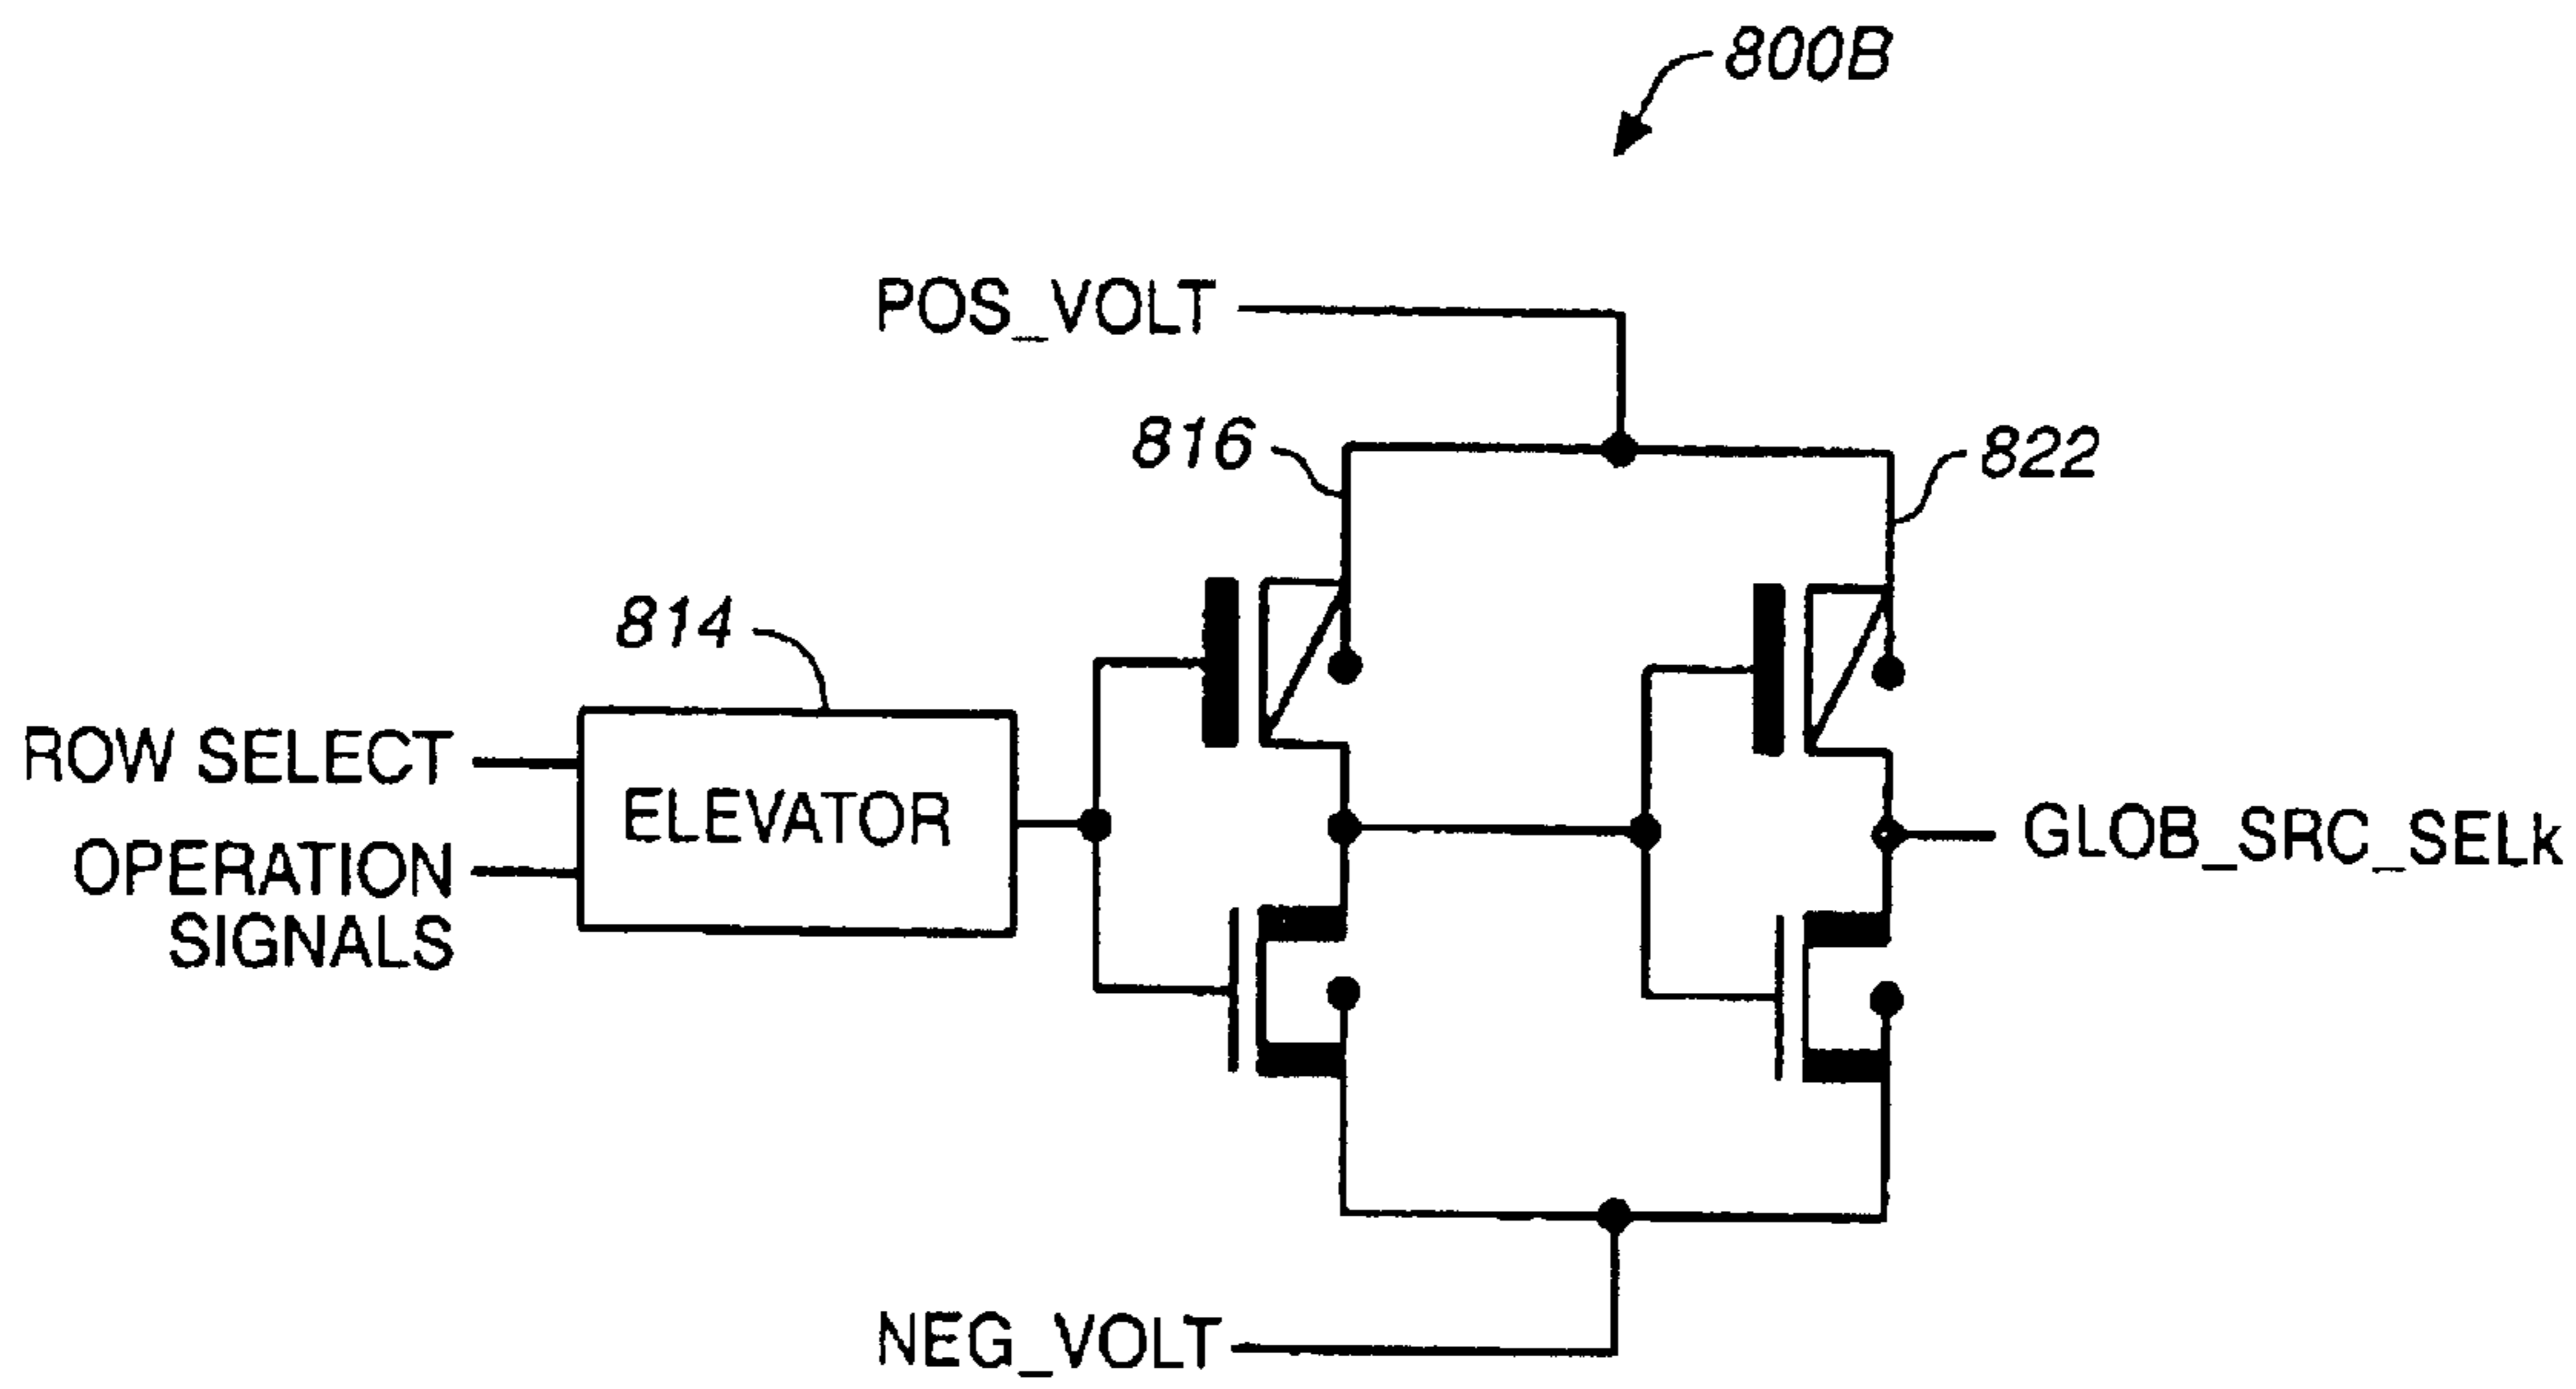 800B
POS_VOLT
816
822
814
ROW SELECT
ELEVATOR
OPERATION
SIGNALS
GLOB_SRC_SELk
NEG_VOLT